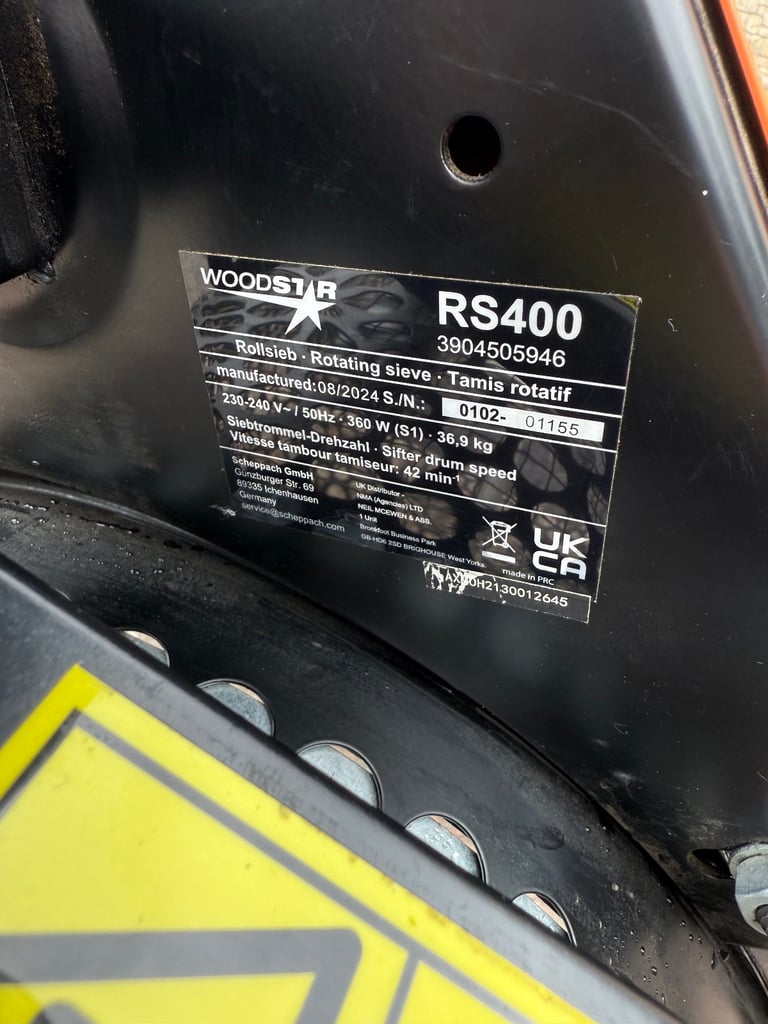 WOODSTAR
RS400
3904505946
Rollsieb · Rotating sieve · Tamis rotatif
manufactured: 08/2024 S./N.: 0102- 01155
230-240 V~ / 50Hz · 360 W (S1) · 36,9 kg
Siebtrommel-Drehzahl · Sifter drum speed
Vitesse tambour tamiseur: 42 min-¹
Scheppach GmbH
Günzburger Str. 69
89335 Ichenhausen
Germany
service@scheppach.com
UK Distributor -
NMA (Agencies) LTD
NEIL MCEWEN & ASS.
1 Unit
Brookfoot Business Park
GB-HD6 2SD BRIGHOUSE West Yorks.
UK
CA
made in PRC
H2130012645